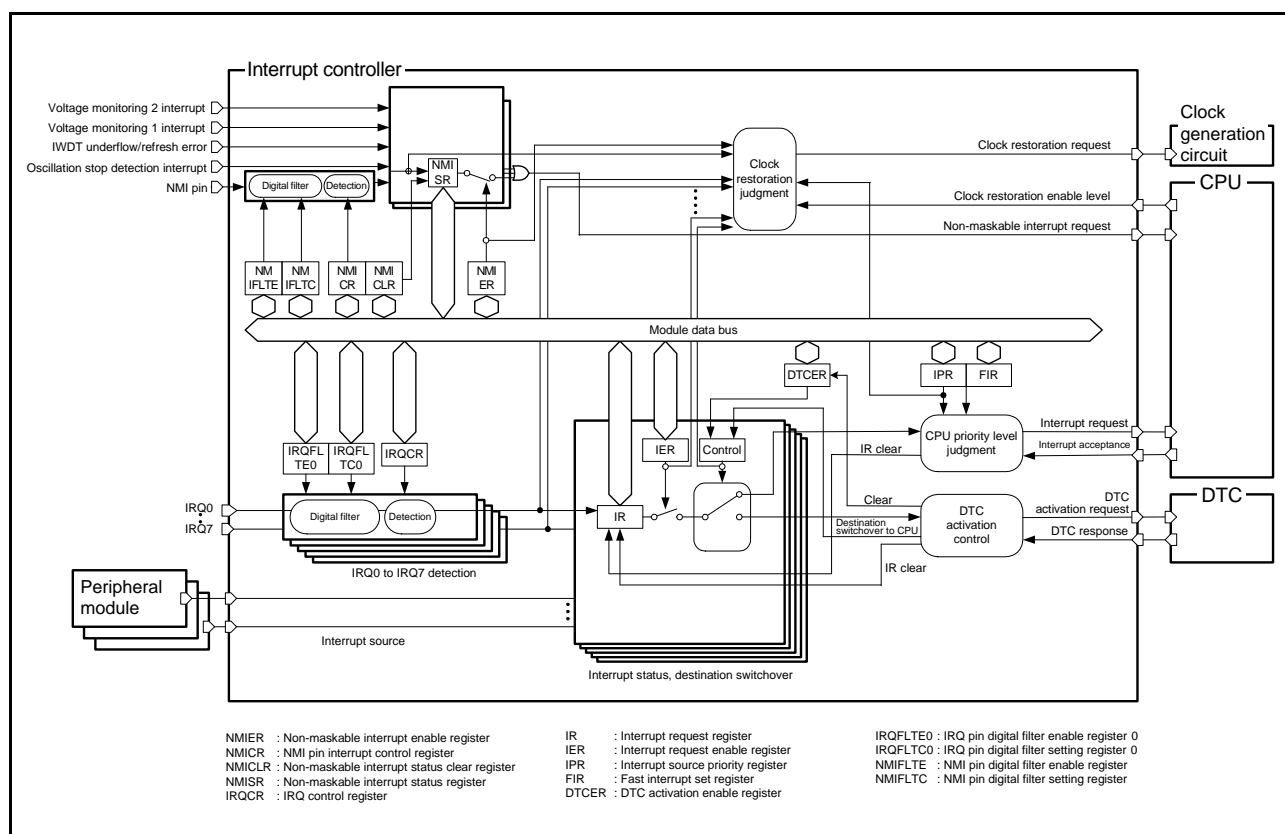 Interrupt controller
Voltage monitoring 2 interrupt
Voltage monitoring 1 interrupt
IWDT underflow/refresh error
Oscillation stop detection interrupt
NMI pin
Digital filter
Detection
NMI
SR
Clock
restoration
judgment
Clock restoration request
Clock restoration enable level
Non-maskable interrupt request
Clock
generation
circuit
CPU
NM
IFLTE
NM
IFLTC
NMI
CR
NMI
CLR
NMI
ER
Module data bus
DTCER
IPR
FIR
IRQFL
TE0
IRQFL
TC0
IRQCR
IER
Control
CPU priority level
judgment
Interrupt request
Interrupt acceptance
IR clear
IRQ0
IRQ7
Digital filter
Detection
IRQ0 to IRQ7 detection
IR
Clear
Destination
switchover to CPU
IR clear
DTC
activation
control
DTC
activation request
DTC response
DTC
Peripheral
module
Interrupt source
Interrupt status, destination switchover
NMIER : Non-maskable interrupt enable register
NMICR : NMI pin interrupt control register
NMICLR : Non-maskable interrupt status clear register
NMISR : Non-maskable interrupt status register
IRQCR : IRQ control register
IR : Interrupt request register
IER : Interrupt request enable register
IPR : Interrupt source priority register
FIR : Fast interrupt set register
DTCER : DTC activation enable register
IRQFLTE0 : IRQ pin digital filter enable register 0
IRQFLTC0 : IRQ pin digital filter setting register 0
NMIFLTE : NMI pin digital filter enable register
NMIFLTC : NMI pin digital filter setting register